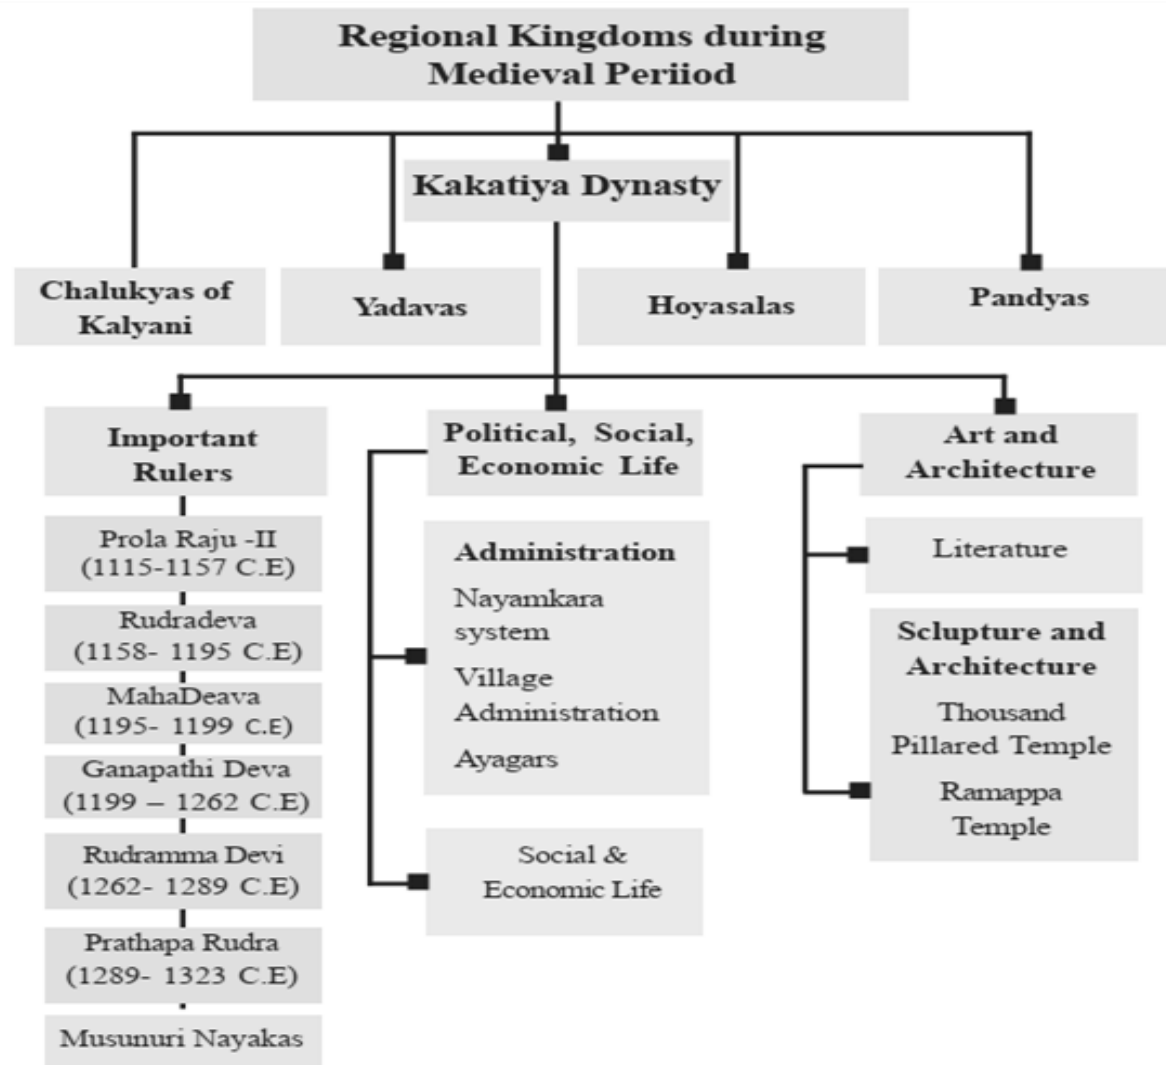 Regional Kingdoms during
Medieval Periiod
Kakatiya Dynasty
Chalukyas of
Kalyani
Yadavas
Hoyasalas
Pandyas
Important
Rulers
Prola Raju -II
(1115-1157 C.E)
Rudradeva
(1158- 1195 C.E)
MahaDeava
(1195- 1199 C.E)
Ganapathi Deva
(1199 – 1262 C.E)
Rudramma Devi
(1262- 1289 C.E)
Prathapa Rudra
(1289- 1323 C.E)
Musunuri Nayakas
Political, Social,
Economic Life
Administration
Nayamkara
system
Village
Administration
Ayagars
Social &
Economic Life
Art and
Architecture
Literature
Sclupture and
Architecture
Thousand
Pillared Temple
Ramappa
Temple